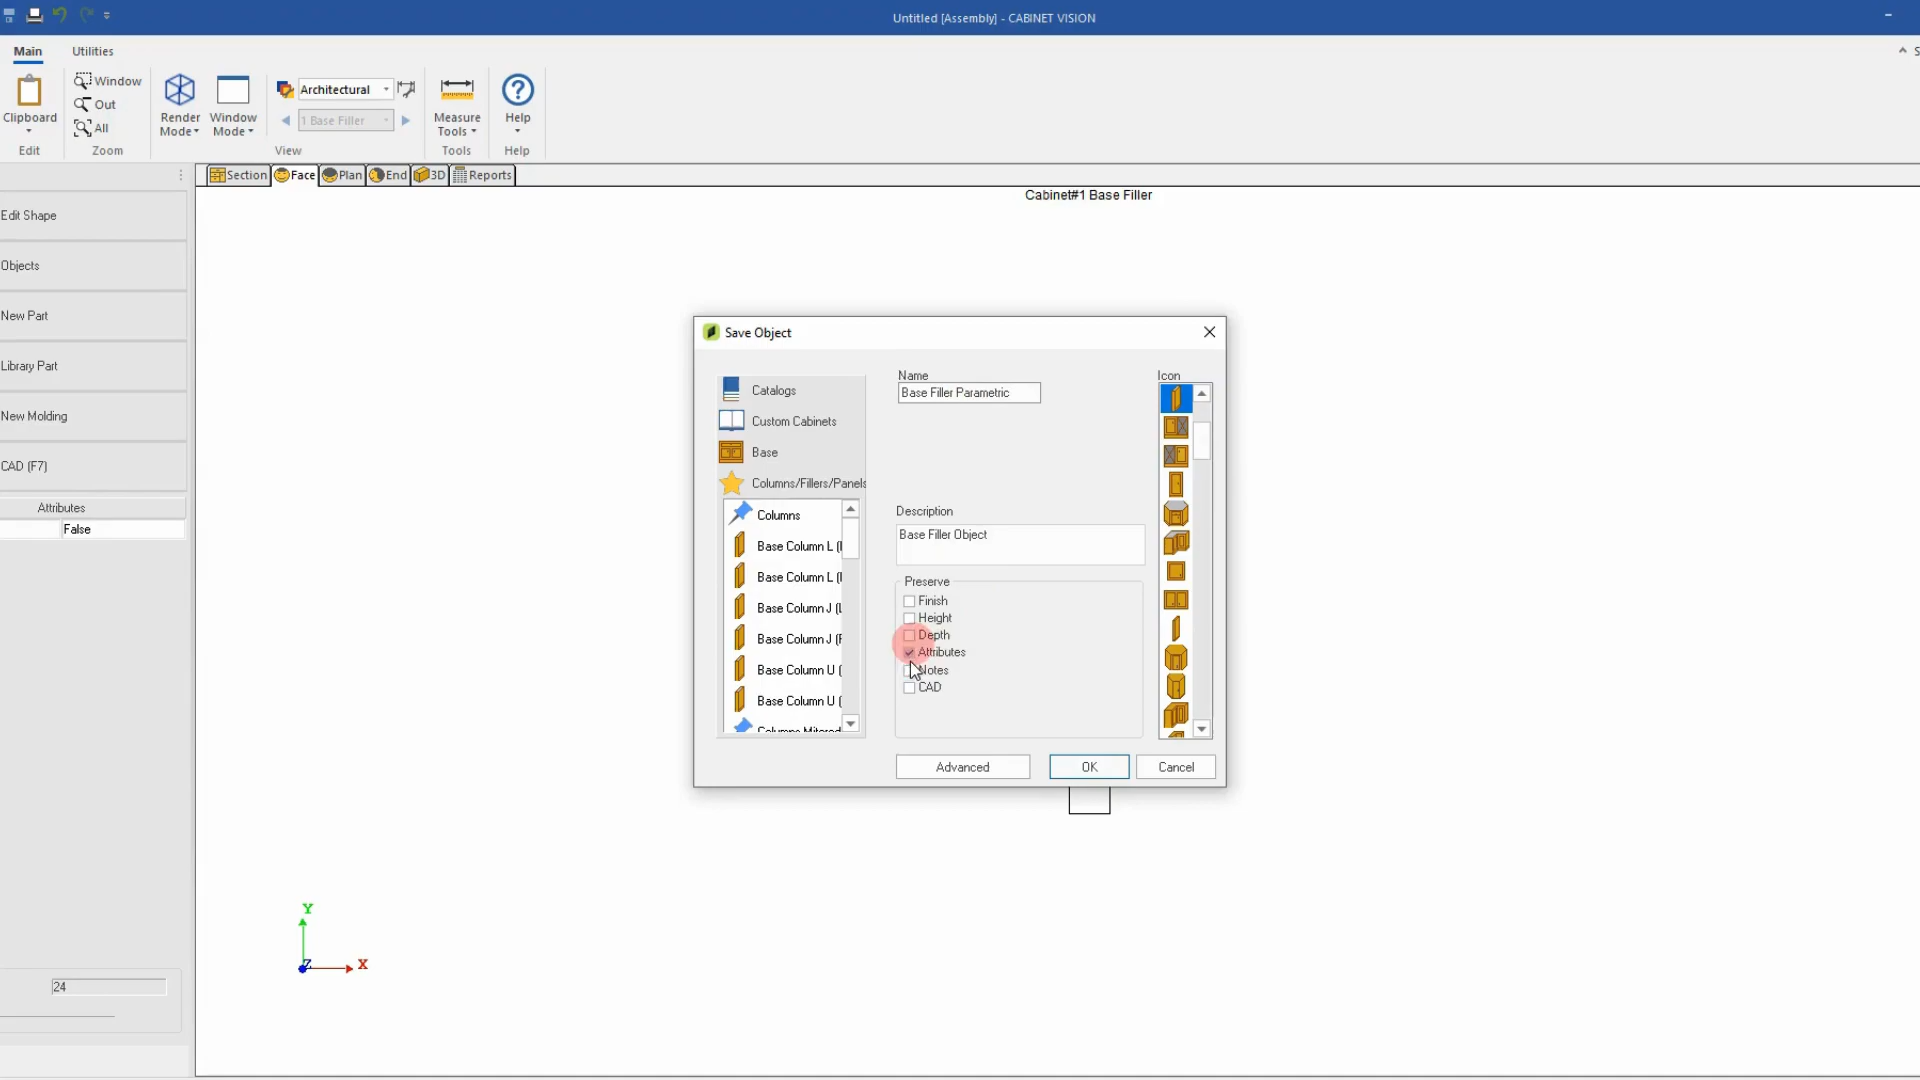 Untitled [Assembly] - CABINET VISION
Main
Utilities
Clipboard
Edit
Window
Out
All
Zoom
Render
Mode
Window
Mode
Architectural
1 Base Filler
View
Measure
Tools
Tools
Help
Help
S
Section
Face
Plan
End
3D
Reports
Cabinet#1 Base Filler
Edit Shape
Objects
New Part
Library Part
New Molding
CAD (F7)
Attributes
False
24
Save Object
Catalogs
Custom Cabinets
Base
Columns/Fillers/Panels
Columns
Base Column L (
Base Column L (
Base Column J (L
Base Column J (F
Base Column U (
Base Column U (
Columns Mitered
Name
Base Filler Parametric
Description
Base Filler Object
Preserve
Finish
Height
Depth
Attributes
Notes
CAD
Icon
Advanced
OK
Cancel
Y
Z
X